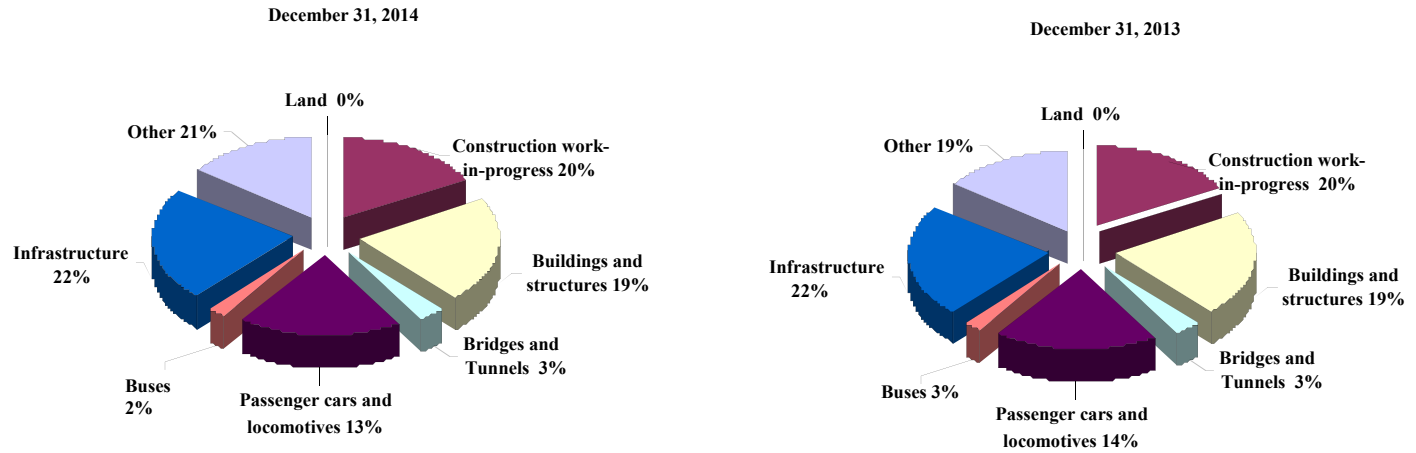 December 31, 2014
Land 0%
Other 21%
Construction work-
in-progress 20%
Infrastructure
22%
Buildings and
structures 19%
Bridges and
Tunnels 3%
Buses
2%
Passenger cars and
locomotives 13%
December 31, 2013
Land 0%
Other 19%
Construction work-
in-progress 20%
Infrastructure
22%
Buildings and
structures 19%
Bridges and
Tunnels 3%
Buses 3%
Passenger cars and
locomotives 14%